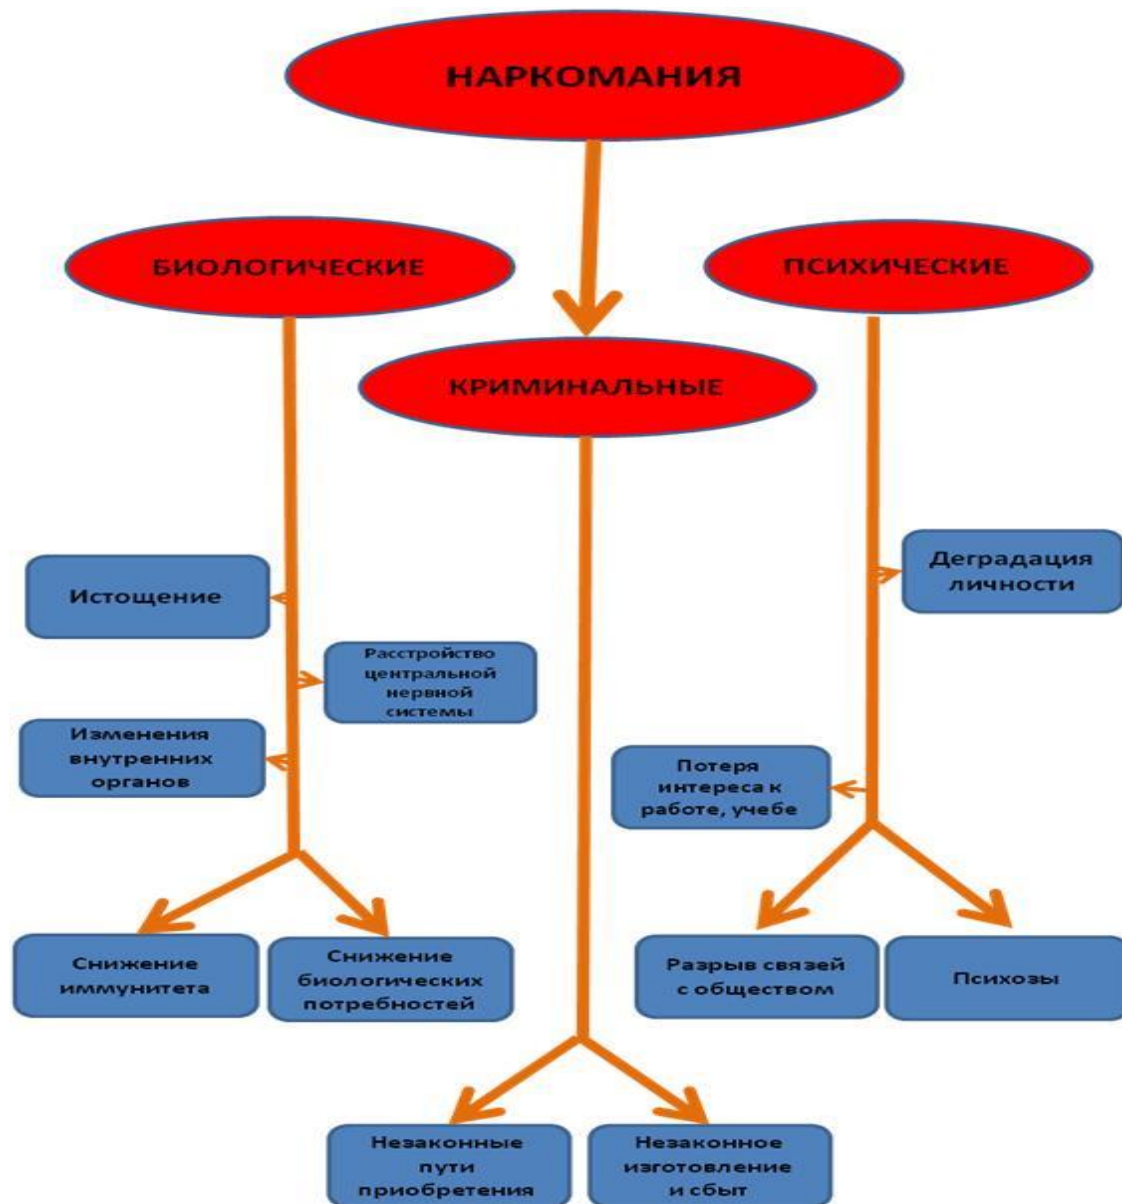 НАРКОМАНИЯ
БИОЛОГИЧЕСКИЕ
ПСИХИЧЕСКИЕ
КРИМИНАЛЬНЫЕ
Истощение
Расстройство
центральной
нервной
системы
Изменения
внутренних
органов
Снижение
иммунитета
Снижение
биологических
потребностей
Деградация
личности
Потеря
интереса к
работе, учебе
Разрыв связей
с обществом
Психозы
Незаконные
пути
приобретения
Незаконное
изготовление
и сбыт